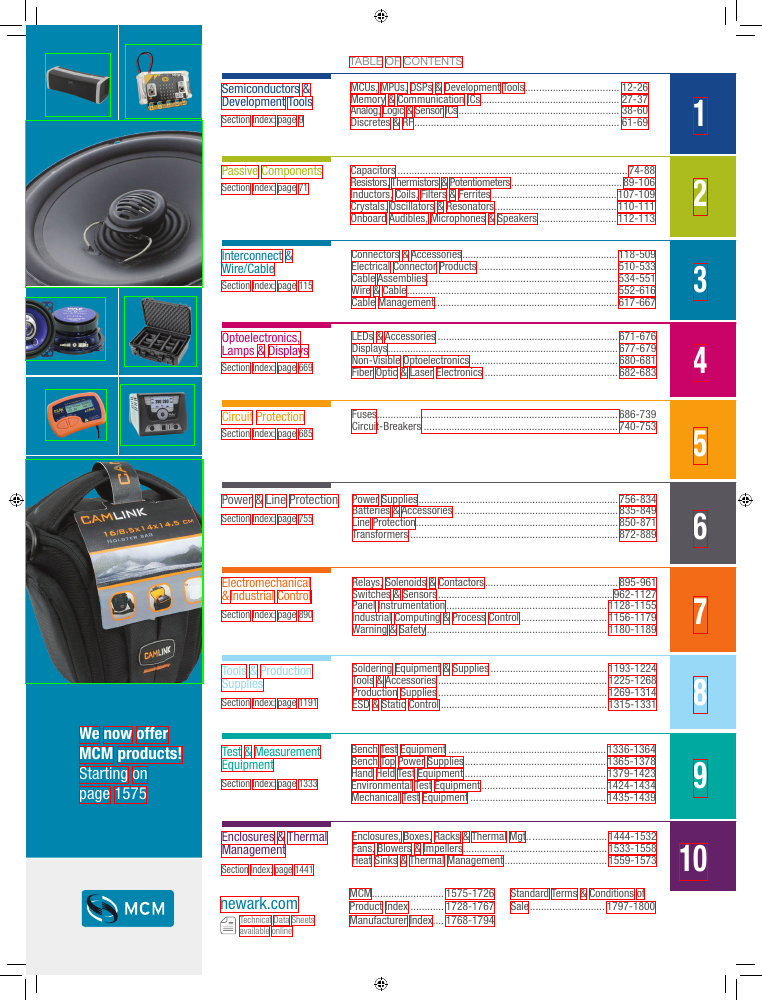 TABLE OF CONTENTS
Semiconductors &
Development Tools
Section Index: page 9
MCUs, MPUs, DSPs & Development Tools 12-26
Memory & Communication ICs 27-37
Analog, Logic & Sensor ICs 38-60
Discretes & RF 61-69
1
Passive Components
Section Index: page 71
Capacitors 74-88
Resistors, Thermistors & Potentiometers 89-106
Inductors, Coils, Filters & Ferrites 107-109
Crystals, Oscillators & Resonators 110-111
Onboard Audibles, Microphones & Speakers 112-113
2
Interconnect &
Wire/Cable
Section Index: page 115
Connectors & Accessories 118-509
Electrical Connector Products 510-533
Cable Assemblies 534-551
Wire & Cable 552-616
Cable Management 617-667
3
Optoelectronics,
Lamps & Displays
Section Index: page 669
LEDs & Accessories 671-676
Displays 677-679
Non-Visible Optoelectronics 680-681
Fiber Optic & Laser Electronics 682-683
4
Circuit Protection
Section Index: page 685
Fuses 686-739
Circuit-Breakers 740-753
5
Power & Line Protection
Section Index: page 755
Power Supplies 756-834
Batteries & Accessories 835-849
Line Protection 850-871
Transformers 872-889
6
Electromechanical
& Industrial Control
Section Index: page 890
Relays, Solenoids & Contactors 895-961
Switches & Sensors 962-1127
Panel Instrumentation 1128-1155
Industrial Computing & Process Control 1156-1179
Warning & Safety 1180-1189
7
Tools & Production
Supplies
Section Index: page 1191
Soldering Equipment & Supplies 1193-1224
Tools & Accessories 1225-1268
Production Supplies 1269-1314
ESD & Static Control 1315-1331
8
Test & Measurement
Equipment
Section Index: page 1333
Bench Test Equipment 1336-1364
Bench Top Power Supplies 1365-1378
Hand Held Test Equipment 1379-1423
Environmental Test Equipment 1424-1434
Mechanical Test Equipment 1435-1439
9
Enclosures & Thermal
Management
Section Index: page 1441
Enclosures, Boxes, Racks & Thermal Mgt. 1444-1532
Fans, Blowers & Impellers 1533-1558
Heat Sinks & Thermal Management 1559-1573
10
newark.com
Technical Data Sheets
available online
MCM 1575-1726
Product Index 1728-1767
Manufacturer Index 1768-1794
Standard Terms & Conditions of
Sale 1797-1800
CAMLINK
CAMLINK
16/8.5x14x14.5 CM
HOLSTER BAG
CAMLINK
We now offer
MCM products!
Starting on
page 1575
MCM